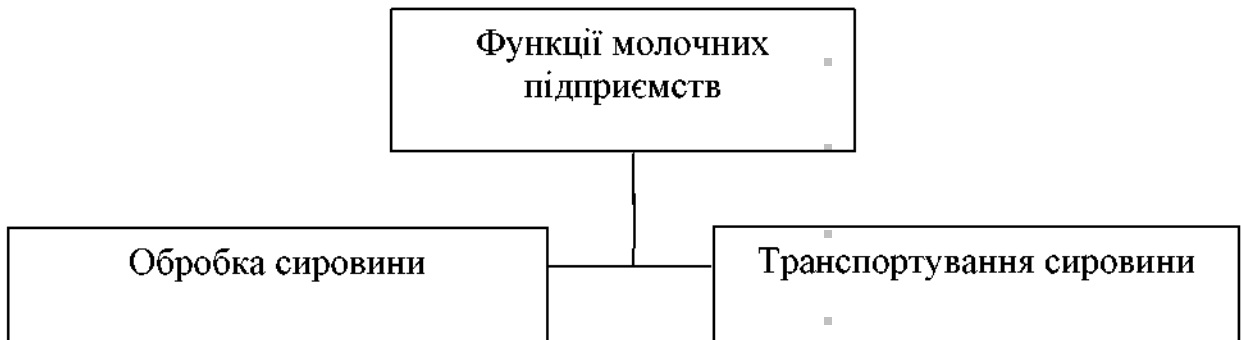 Функції молочних
підприємств
Обробка сировини
Транспортування сировини